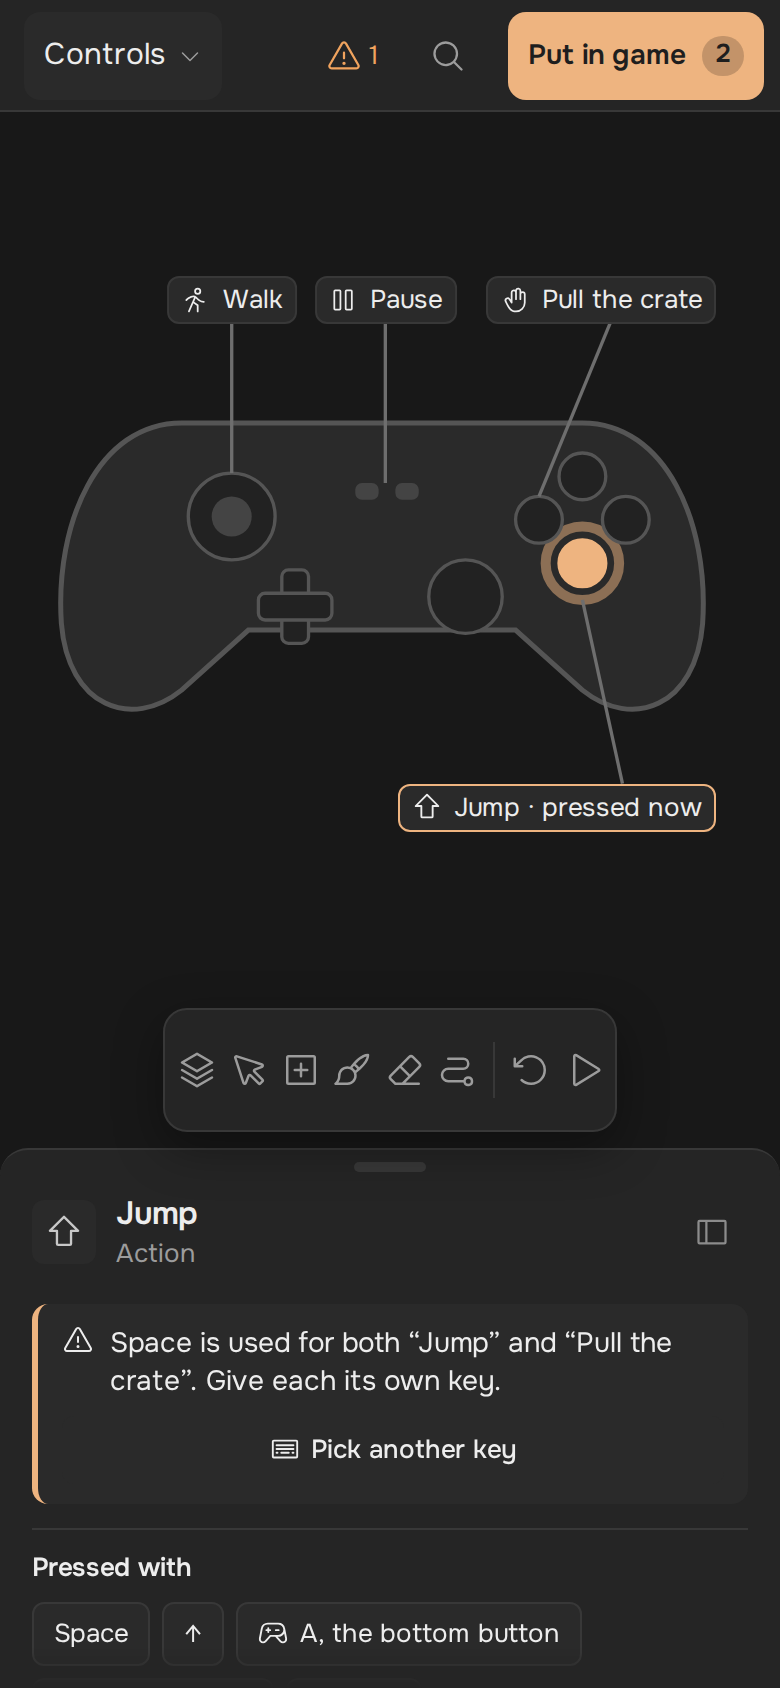 Controls
1
Put in game 2
Walk
Pause
Pull the crate
Jump · pressed now
Jump
Action
Space is used for both “Jump” and “Pull the
crate”. Give each its own key.
Pick another key
Pressed with
Space
↑
A, the bottom button